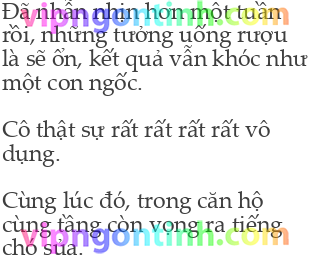 Đã nhẫn nhịn hơn một tuần
rồi, những tưởng uống rượu
là sẽ ổn, kết quả vẫn khóc như
một con ngốc.
Cô thật sự rất rất rất rất vô
dụng.
Cùng lúc đó, trong căn hộ
cùng tầng còn vọng ra tiếng
chó sủa.
vipngontinh.com
vipngontinh.com